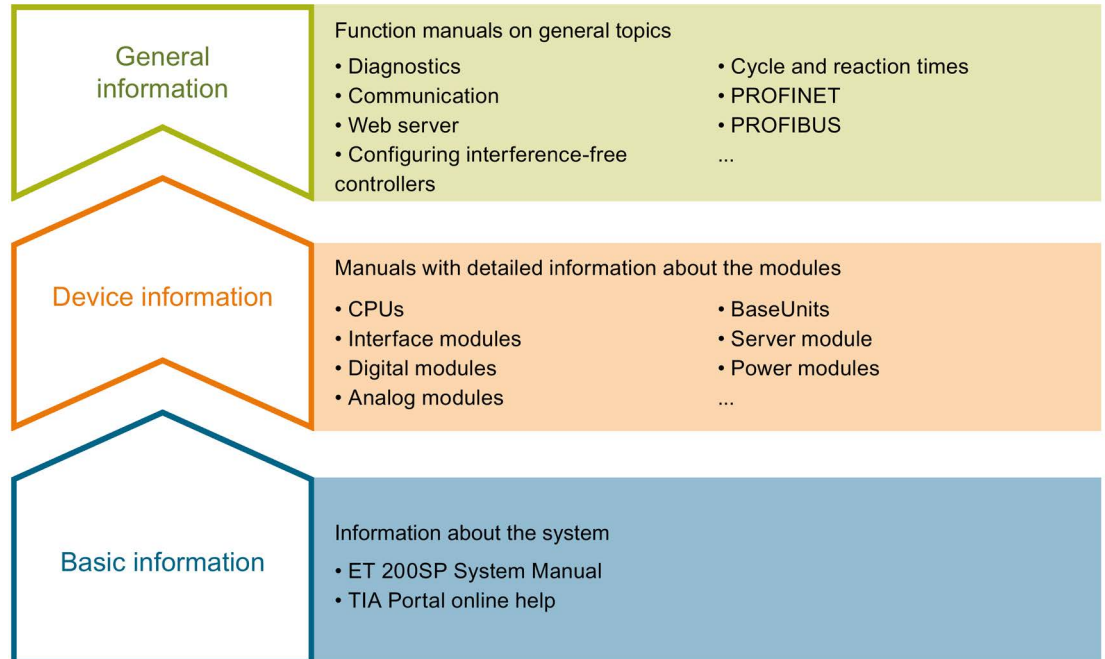 General
information
Function manuals on general topics
• Diagnostics
• Communication
• Web server
• Configuring interference-free
controllers
• Cycle and reaction times
• PROFINET
• PROFIBUS
...
Device information
Manuals with detailed information about the modules
• CPUs
• Interface modules
• Digital modules
• Analog modules
• BaseUnits
• Server module
• Power modules
...
Basic information
Information about the system
• ET 200SP System Manual
• TIA Portal online help